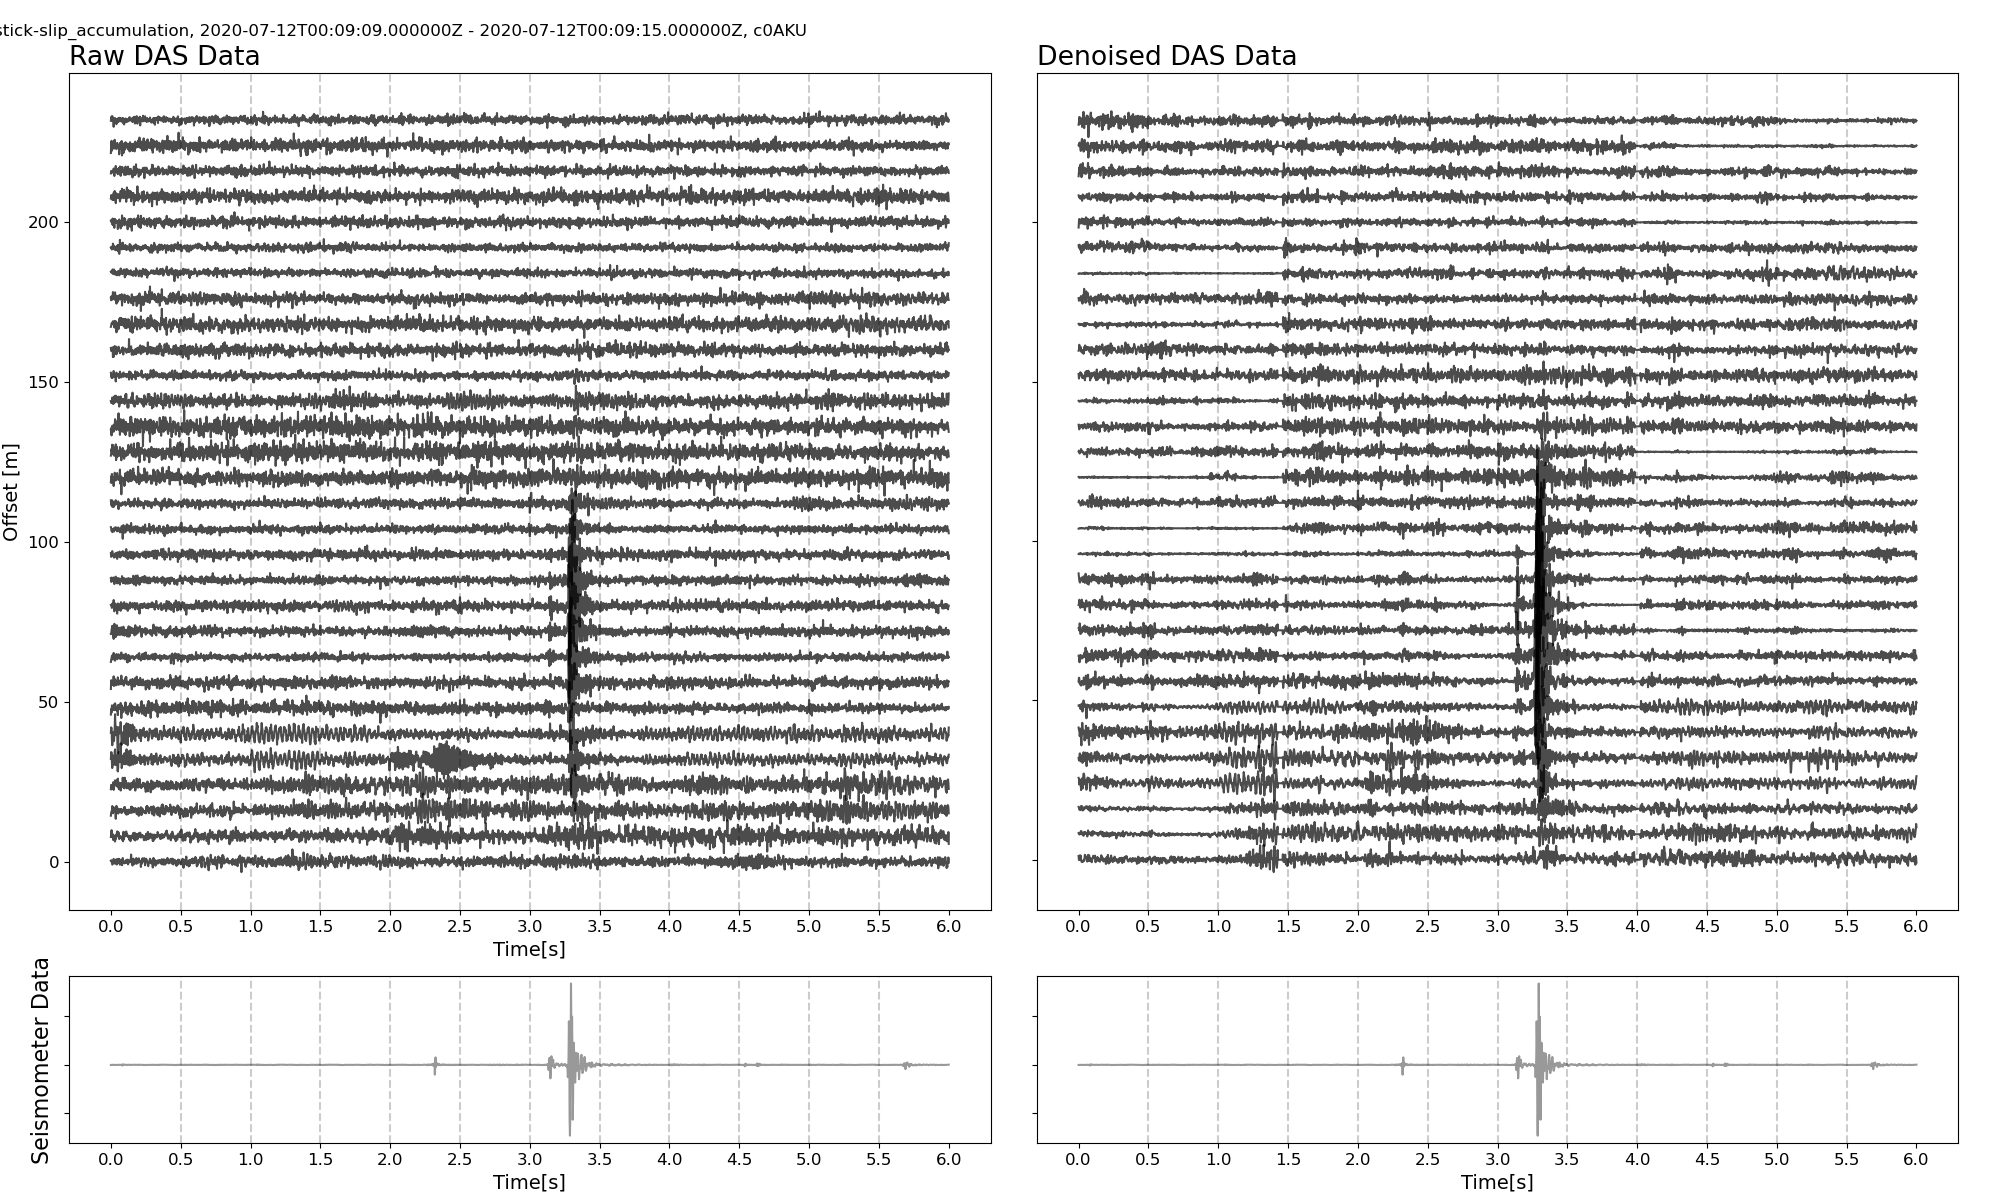 stick-slip_accumulation, 2020-07-12T00:09:09.000000Z - 2020-07-12T00:09:15.000000Z, c0AKU
Raw DAS Data
Denoised DAS Data
Offset [m]
200
150
100
50
0
0.0 0.5 1.0 1.5 2.0 2.5 3.0 3.5 4.0 4.5 5.0 5.5 6.0
Time[s]
0.0 0.5 1.0 1.5 2.0 2.5 3.0 3.5 4.0 4.5 5.0 5.5 6.0
Seismometer Data
0.0 0.5 1.0 1.5 2.0 2.5 3.0 3.5 4.0 4.5 5.0 5.5 6.0
Time[s]
0.0 0.5 1.0 1.5 2.0 2.5 3.0 3.5 4.0 4.5 5.0 5.5 6.0
Time[s]